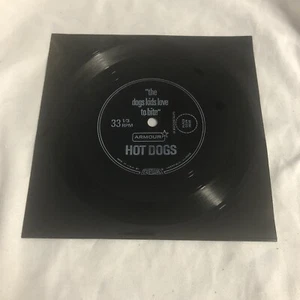 "the
dogs kids love
to bite"
33 1/3
RPM
ARMOUR
HOT DOGS